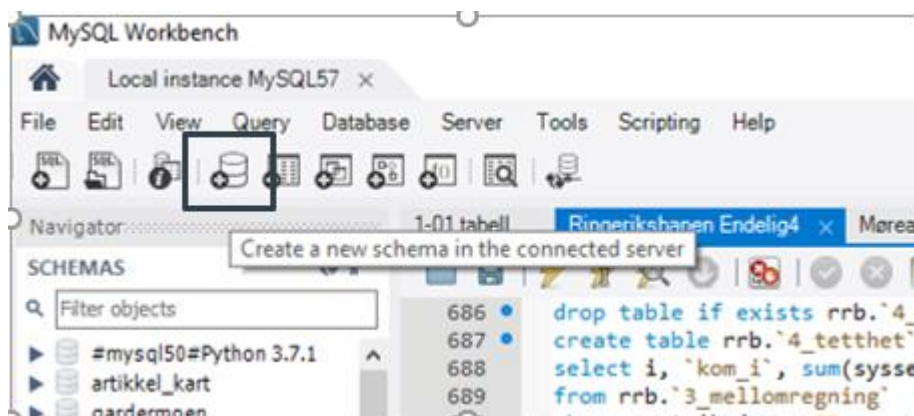 MySQL Workbench
Local instance MySQL57 ×
File Edit View Query Database Server Tools Scripting Help
Navigator
1-01 tabell Ringeriksbanen Endelig4 × Mørea
Create a new schema in the connected server
SCHEMAS
Filter objects
#mysql50#Python 3.7.1
artikkel_kart
gardermoen
686 drop table if exists rrb.`4_
687 create table rrb.`4_tetthet`
688 select i, `kom_i`, sum(sysse
689 from rrb.`3_mellomregning`